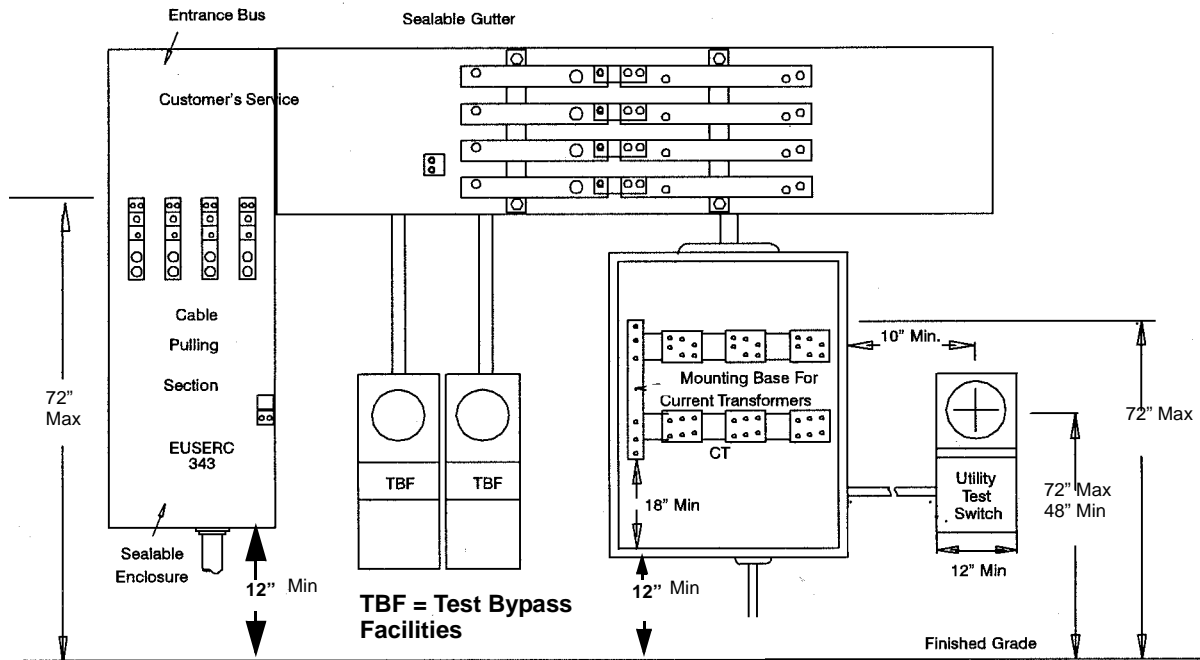 Entrance Bus
Sealable Gutter
Customer's Service
Cable
Pulling
Section
EUSERC
343
72"
Max
Sealable
Enclosure
12" Min
TBF
TBF
TBF = Test Bypass
Facilities
Mounting Base For
Current Transformers
CT
18" Min
12" Min
10" Min.
Utility
Test
Switch
12" Min
72" Max
48" Min
72" Max
Finished Grade